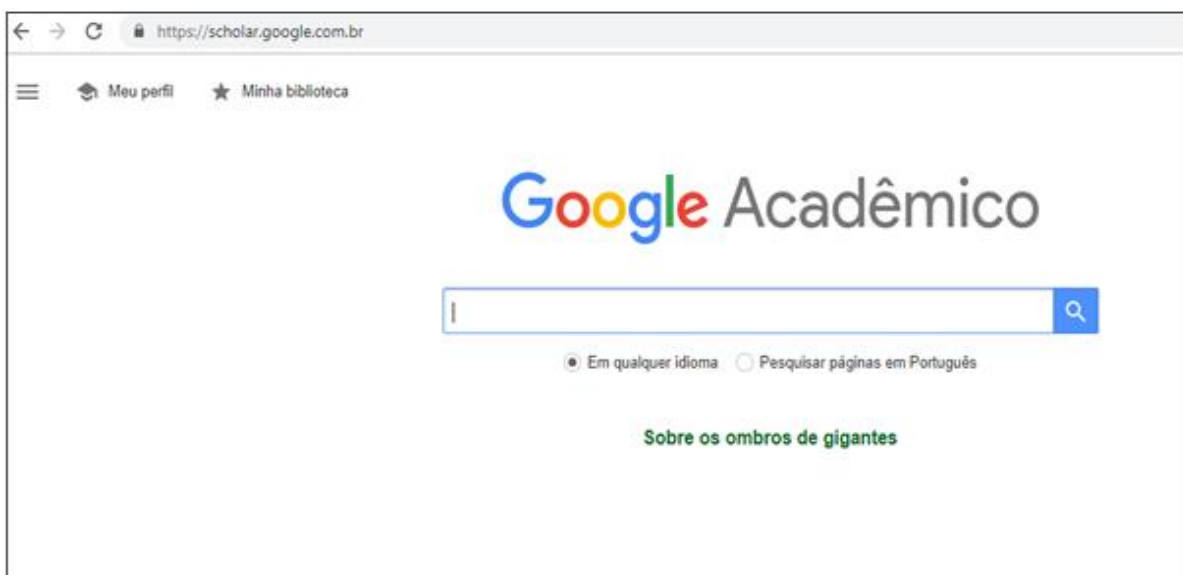 https://scholar.google.com.br
Meu perfil Minha biblioteca
Google Acadêmico
Em qualquer idioma Pesquisar páginas em Português
Sobre os ombros de gigantes